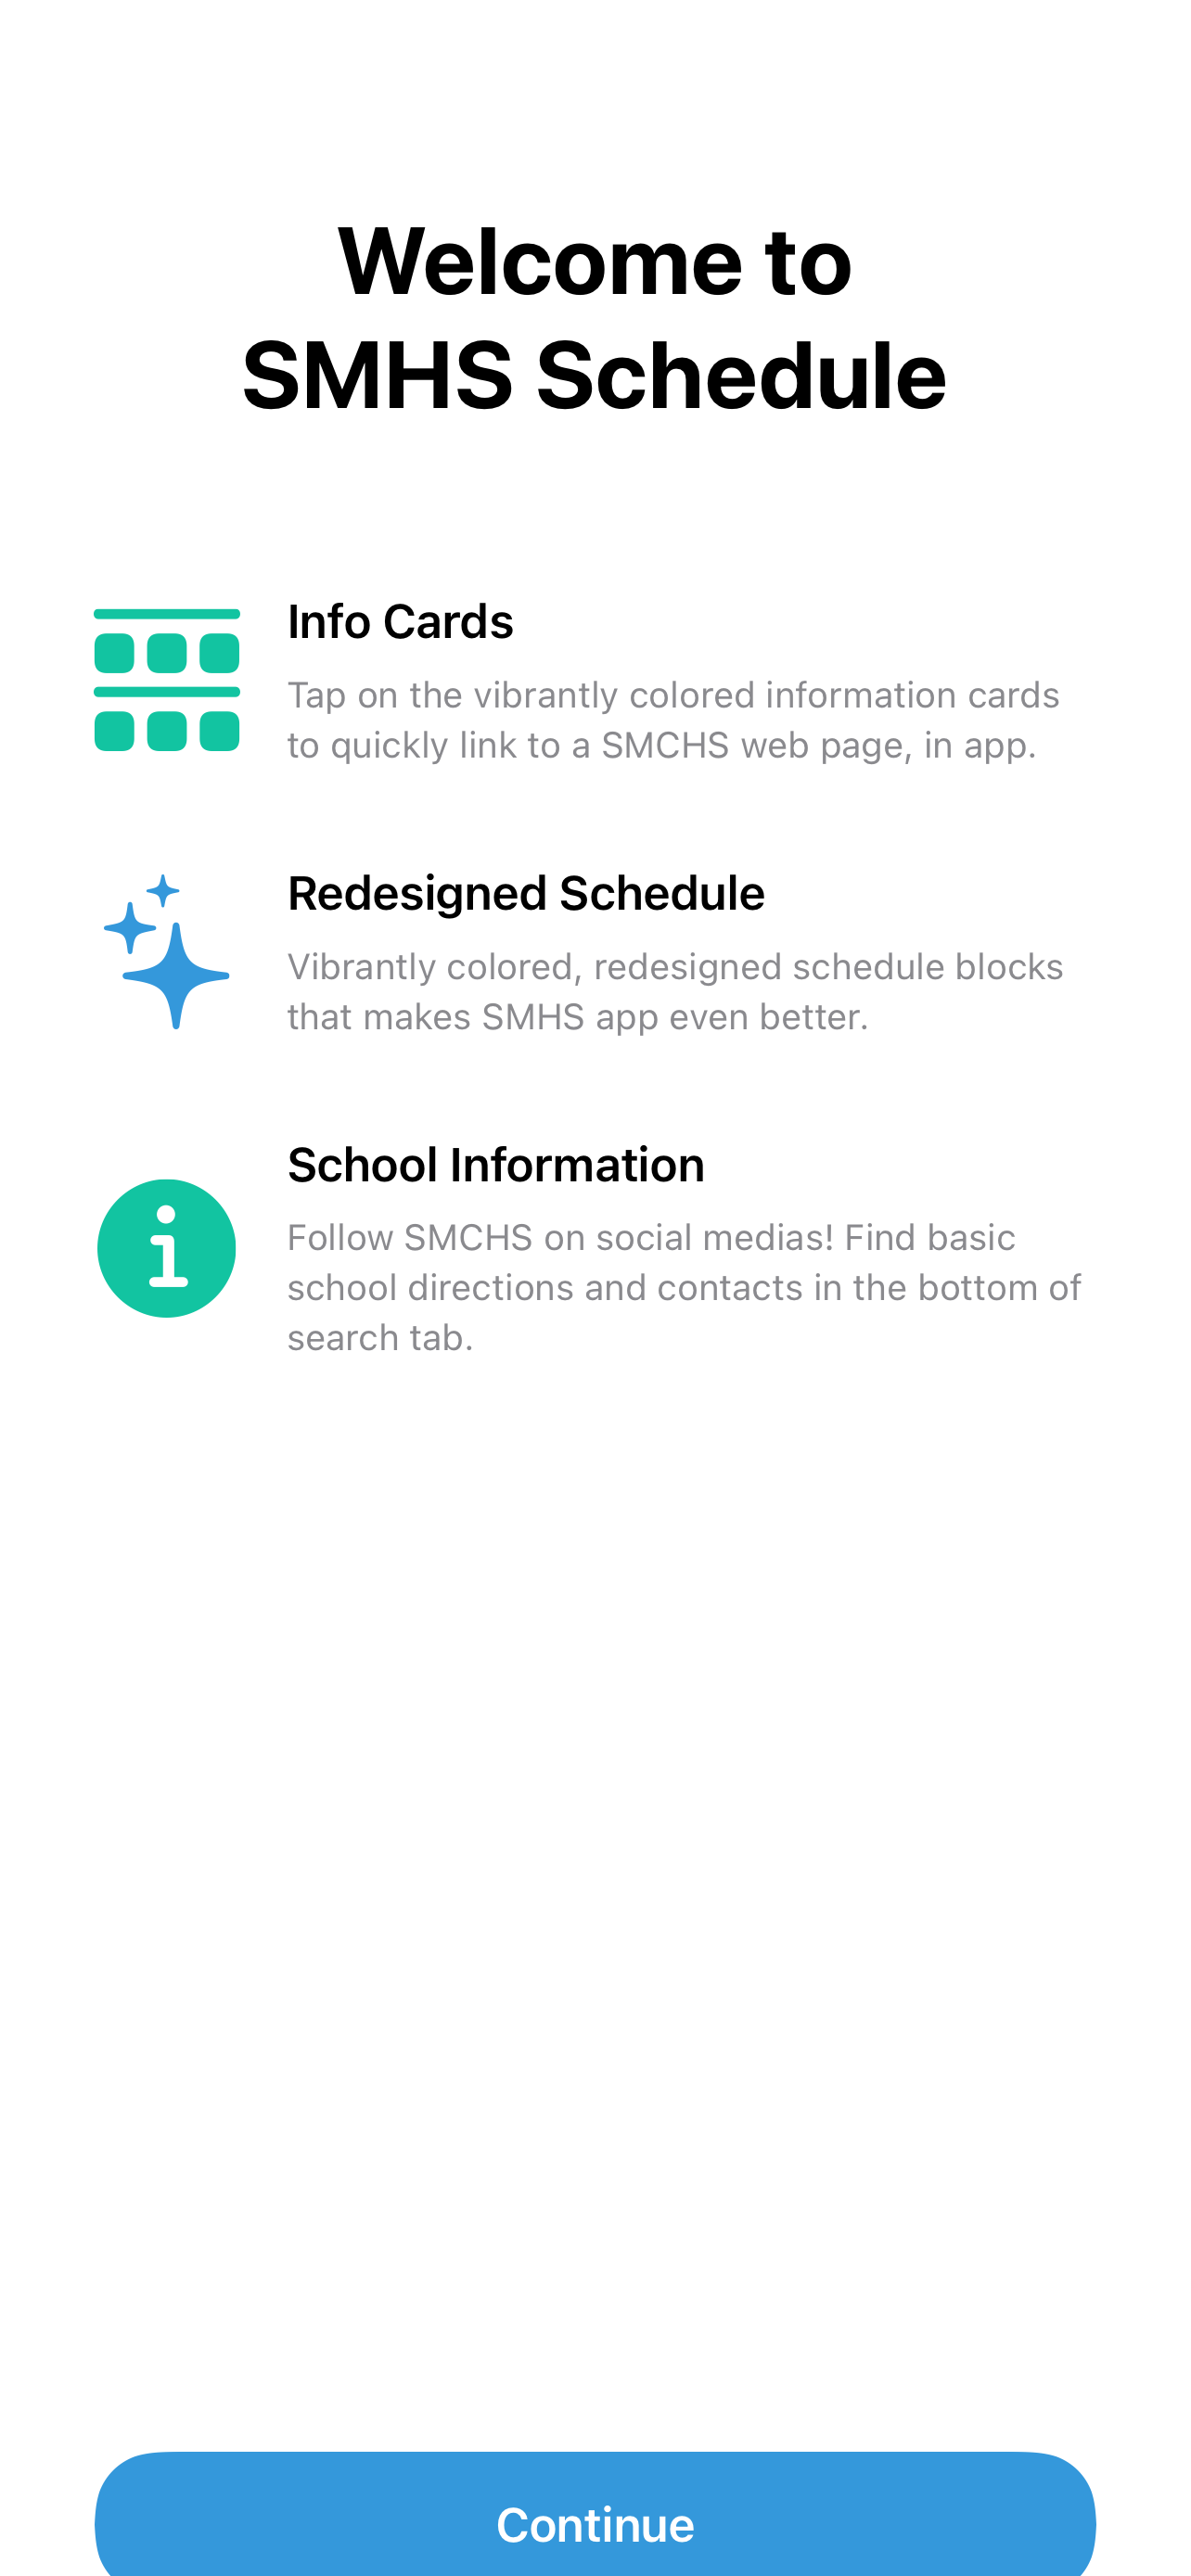 Welcome to
SMHS Schedule
Info Cards
Tap on the vibrantly colored information cards
to quickly link to a SMCHS web page, in app.
Redesigned Schedule
Vibrantly colored, redesigned schedule blocks
that makes SMHS app even better.
School Information
Follow SMCHS on social medias! Find basic
school directions and contacts in the bottom of
search tab.
Continue